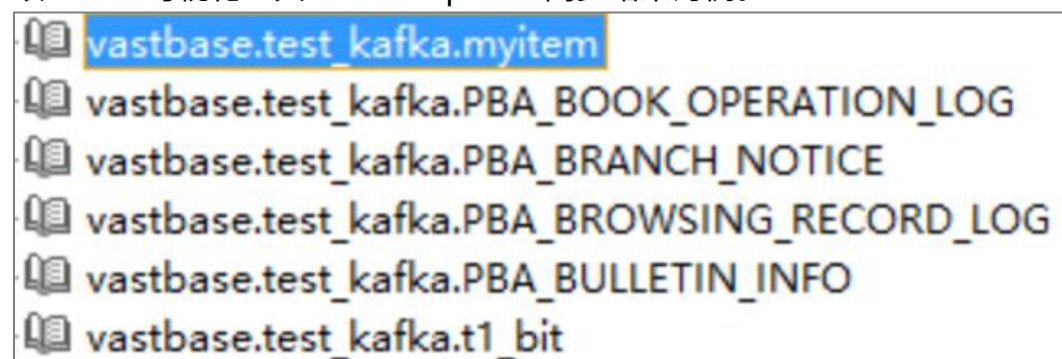 vastbase.test_kafka.myitem
vastbase.test_kafka.PBA_BOOK_OPERATION_LOG
vastbase.test_kafka.PBA_BRANCH_NOTICE
vastbase.test_kafka.PBA_BROWSING_RECORD_LOG
vastbase.test_kafka.PBA_BULLETIN_INFO
vastbase.test_kafka.t1_bit